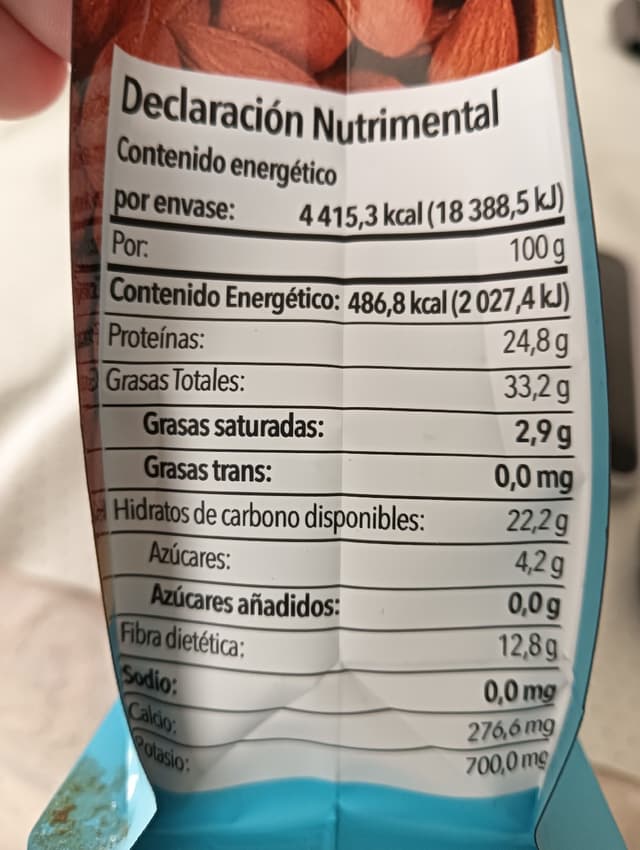 Declaración Nutrimental
Contenido energético
por envase: 4 415,3 kcal (18 388,5 kJ)
Por: 100 g
Contenido Energético: 486,8 kcal (2 027,4 kJ)
Proteínas: 24,8 g
Grasas Totales: 33,2 g
Grasas saturadas: 2,9 g
Grasas trans: 0,0 mg
Hidratos de carbono disponibles: 22,2 g
Azúcares: 4,2 g
Azúcares añadidos: 0,0 g
Fibra dietética: 12,8 g
Sodio: 0,0 mg
Calcio: 276,6 mg
Potasio: 700,0 mg